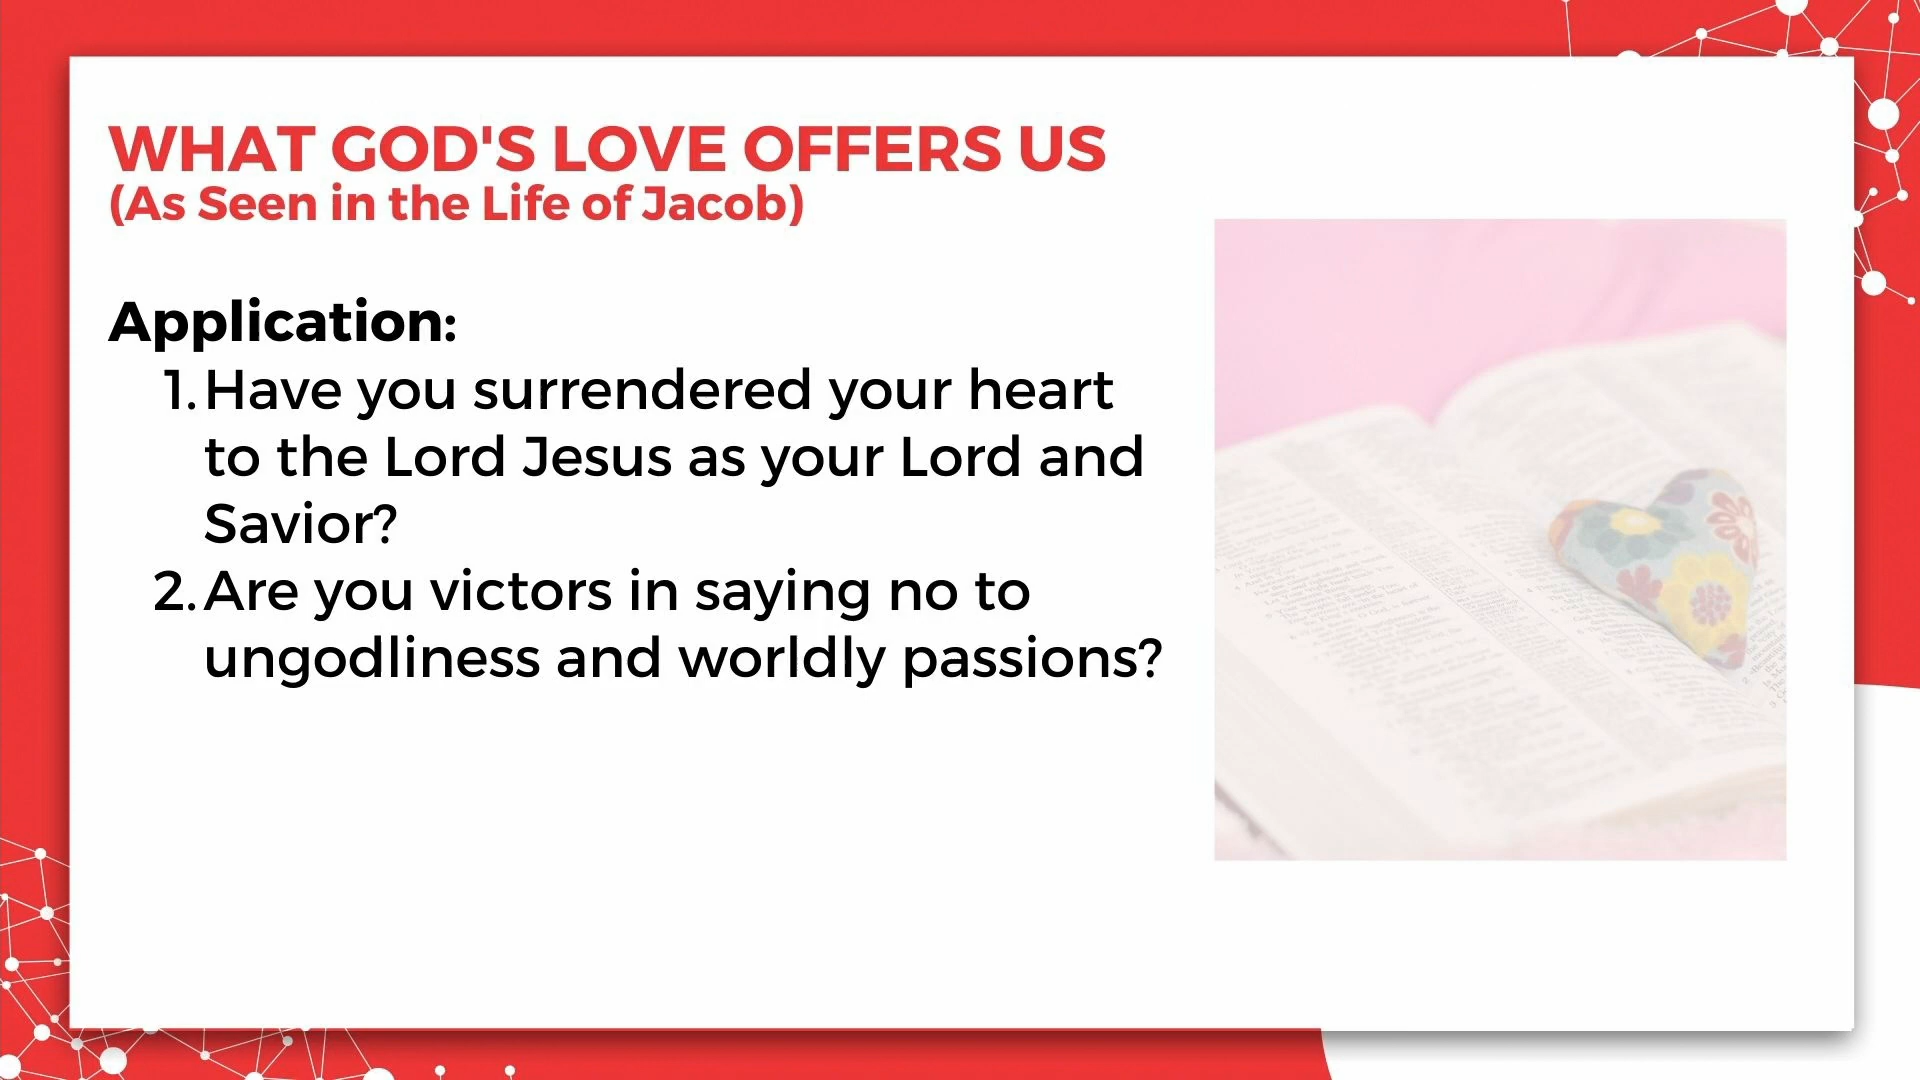 WHAT GOD'S LOVE OFFERS US
(As Seen in the Life of Jacob)
Application:
1. Have you surrendered your heart
to the Lord Jesus as your Lord and
Savior?
2. Are you victors in saying no to
ungodliness and worldly passions?